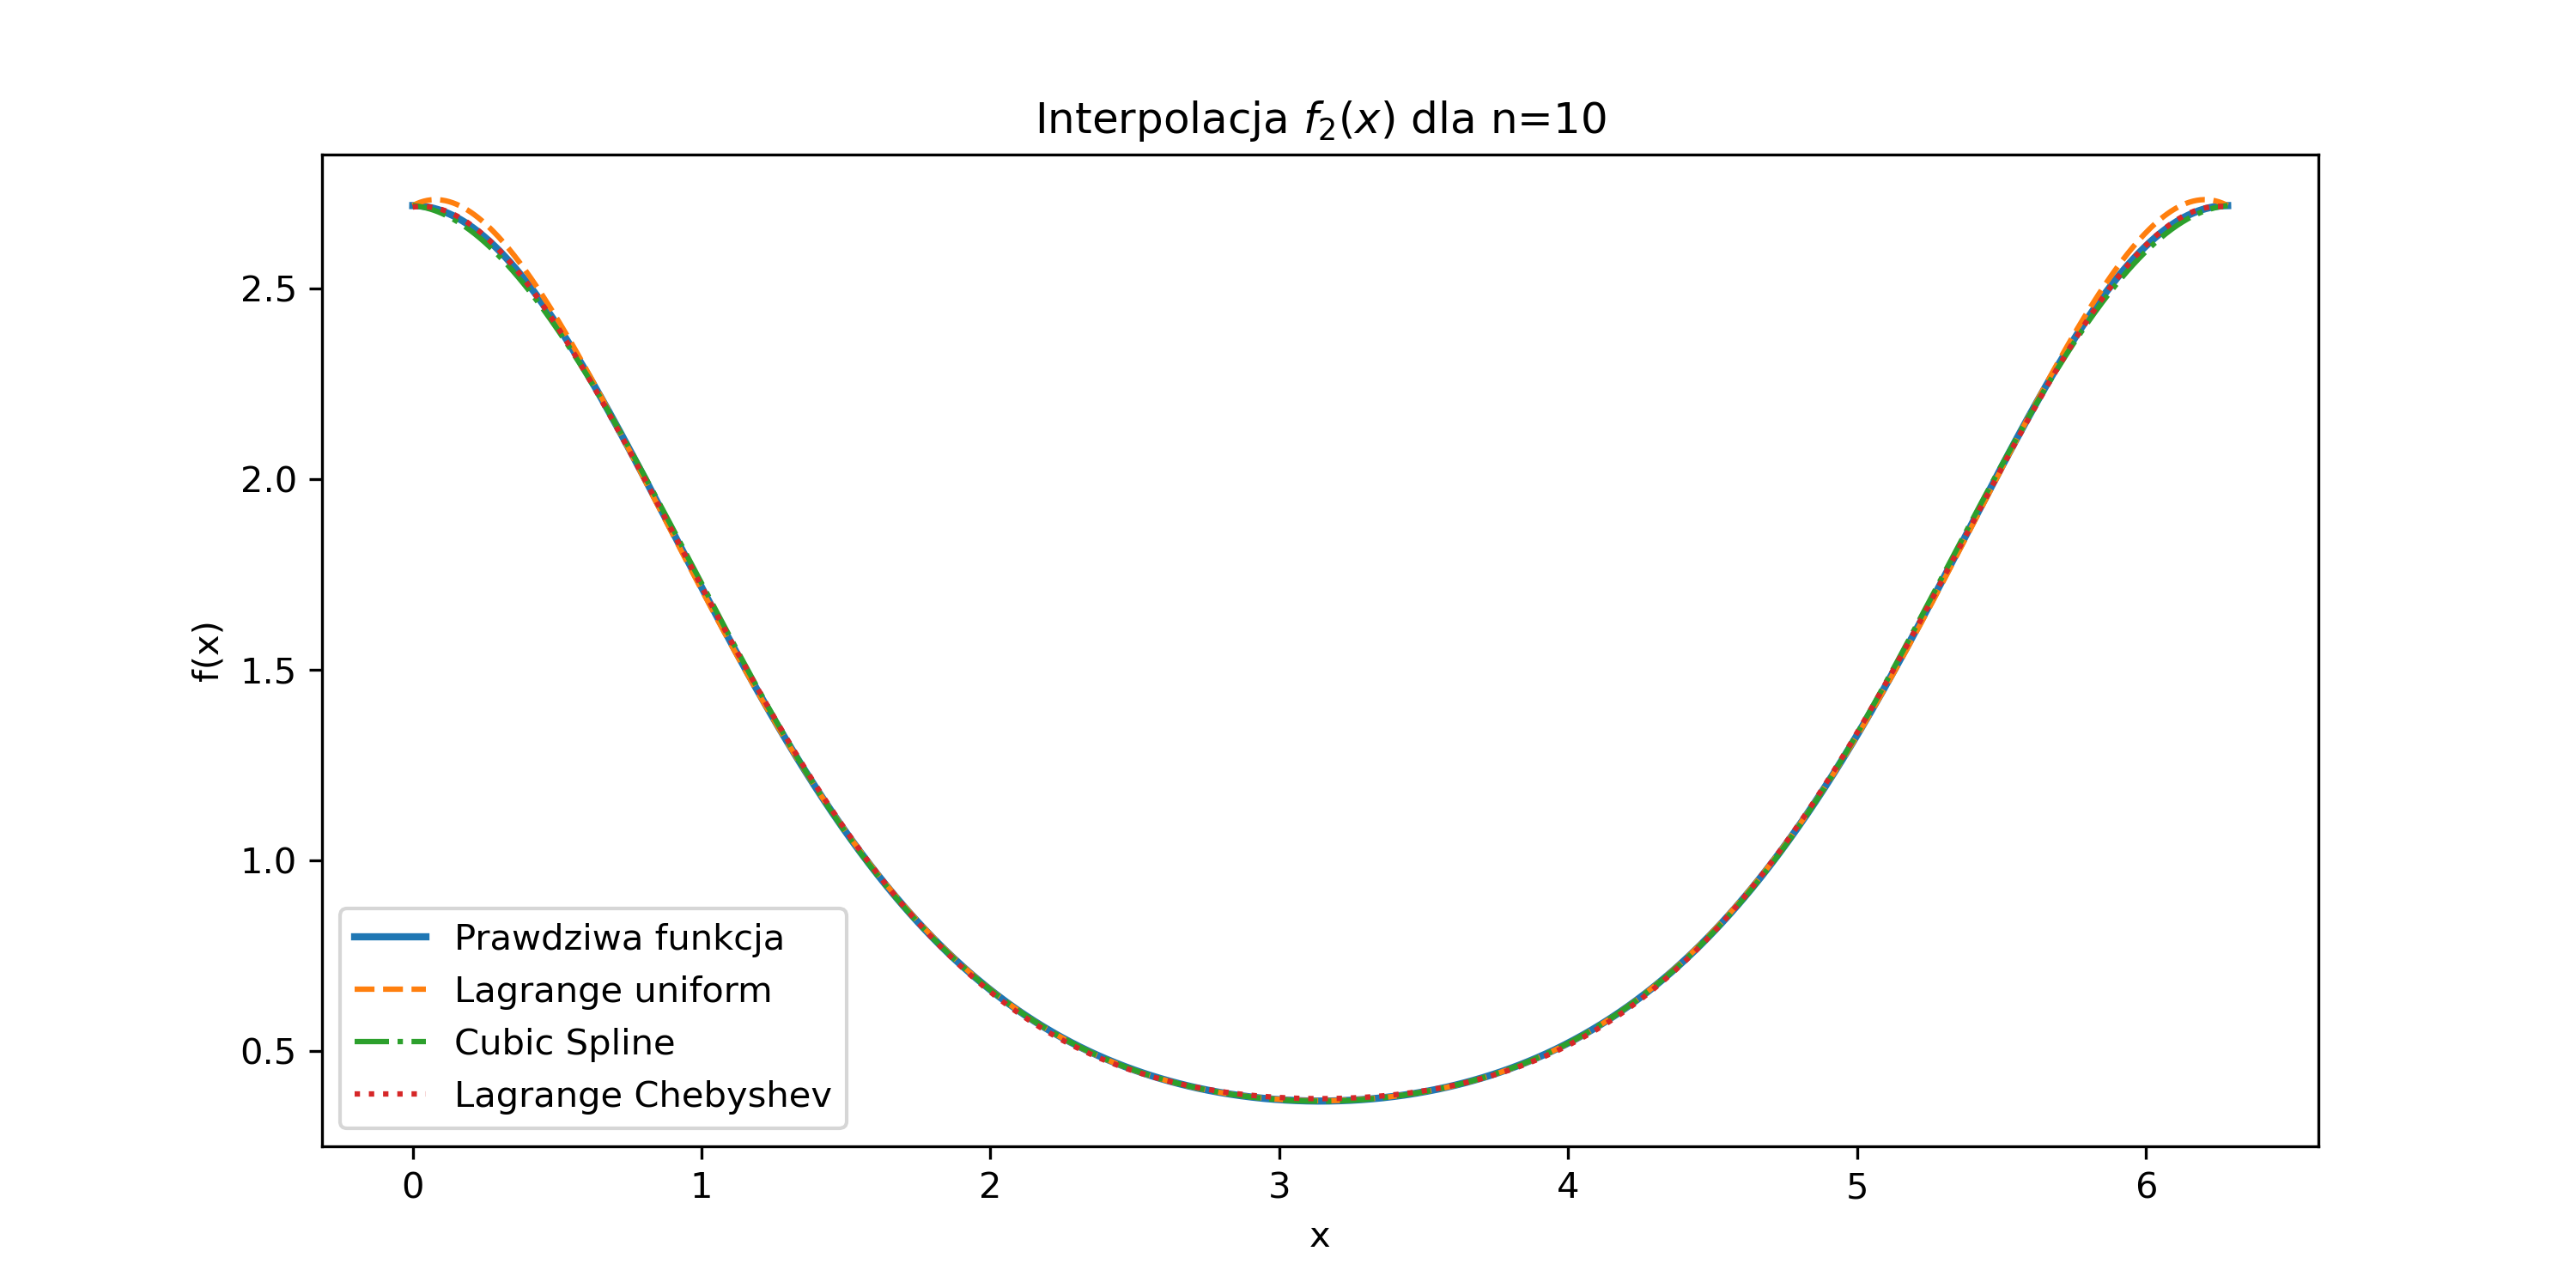 Interpolacja f₂(x) dla n=10
f(x)
2.5
2.0
1.5
1.0
0.5
Prawdziwa funkcja
Lagrange uniform
Cubic Spline
Lagrange Chebyshev
0 1 2 3 4 5 6
x